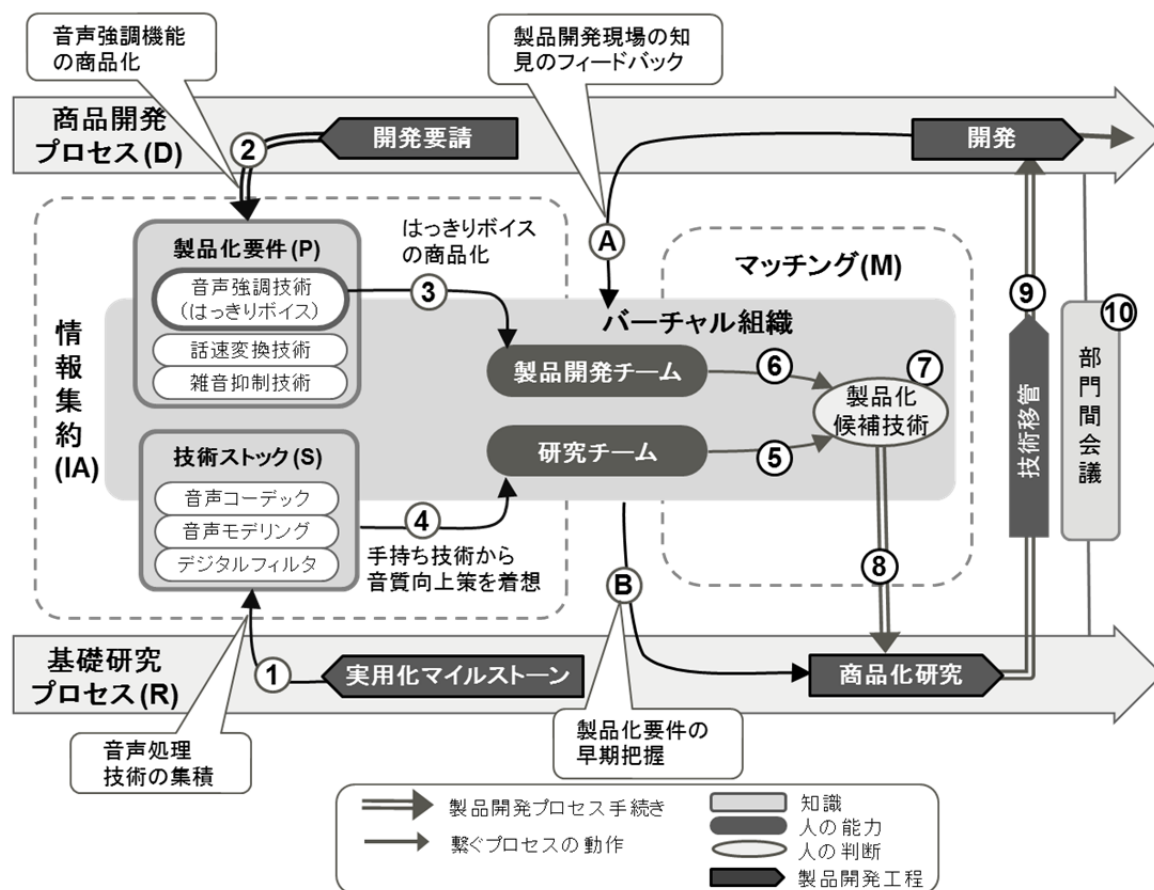 音声強調機能
の商品化
製品開発現場の知
見のフィードバック
商品開発
プロセス(D)
開発要請
開発
2
製品化要件(P)
音声強調技術
(はっきりボイス)
話速変換技術
雑音抑制技術
はっきりボイス
の商品化
3
A
マッチング(M)
バーチャル組織
情報集約
(IA)
製品開発チーム
研究チーム
6
5
7
製品化
候補技術
9
技術移管
10
部門間会議
技術ストック(S)
音声コーデック
音声モデリング
デジタルフィルタ
4
手持ち技術から
音質向上策を着想
8
B
基礎研究
プロセス(R)
1
実用化マイルストーン
商品化研究
音声処理
技術の集積
製品化要件の
早期把握
製品開発プロセス手続き
繋ぐプロセスの動作
知識
人の能力
人の判断
製品開発工程